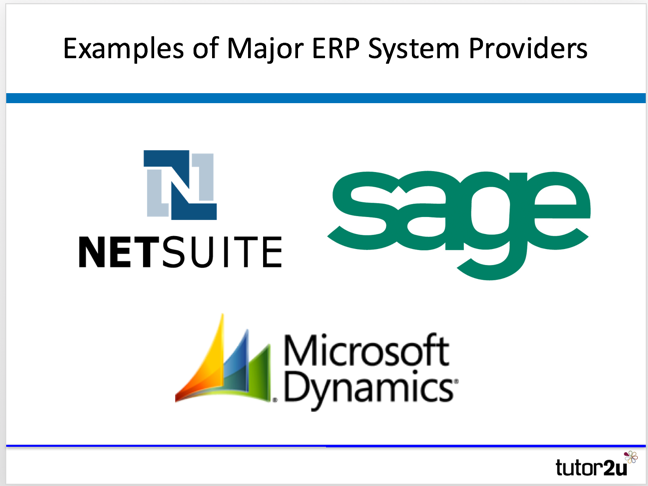 Examples of Major ERP System Providers
N
NETSUITE
sage
Microsoft
Dynamics®
tutor2u